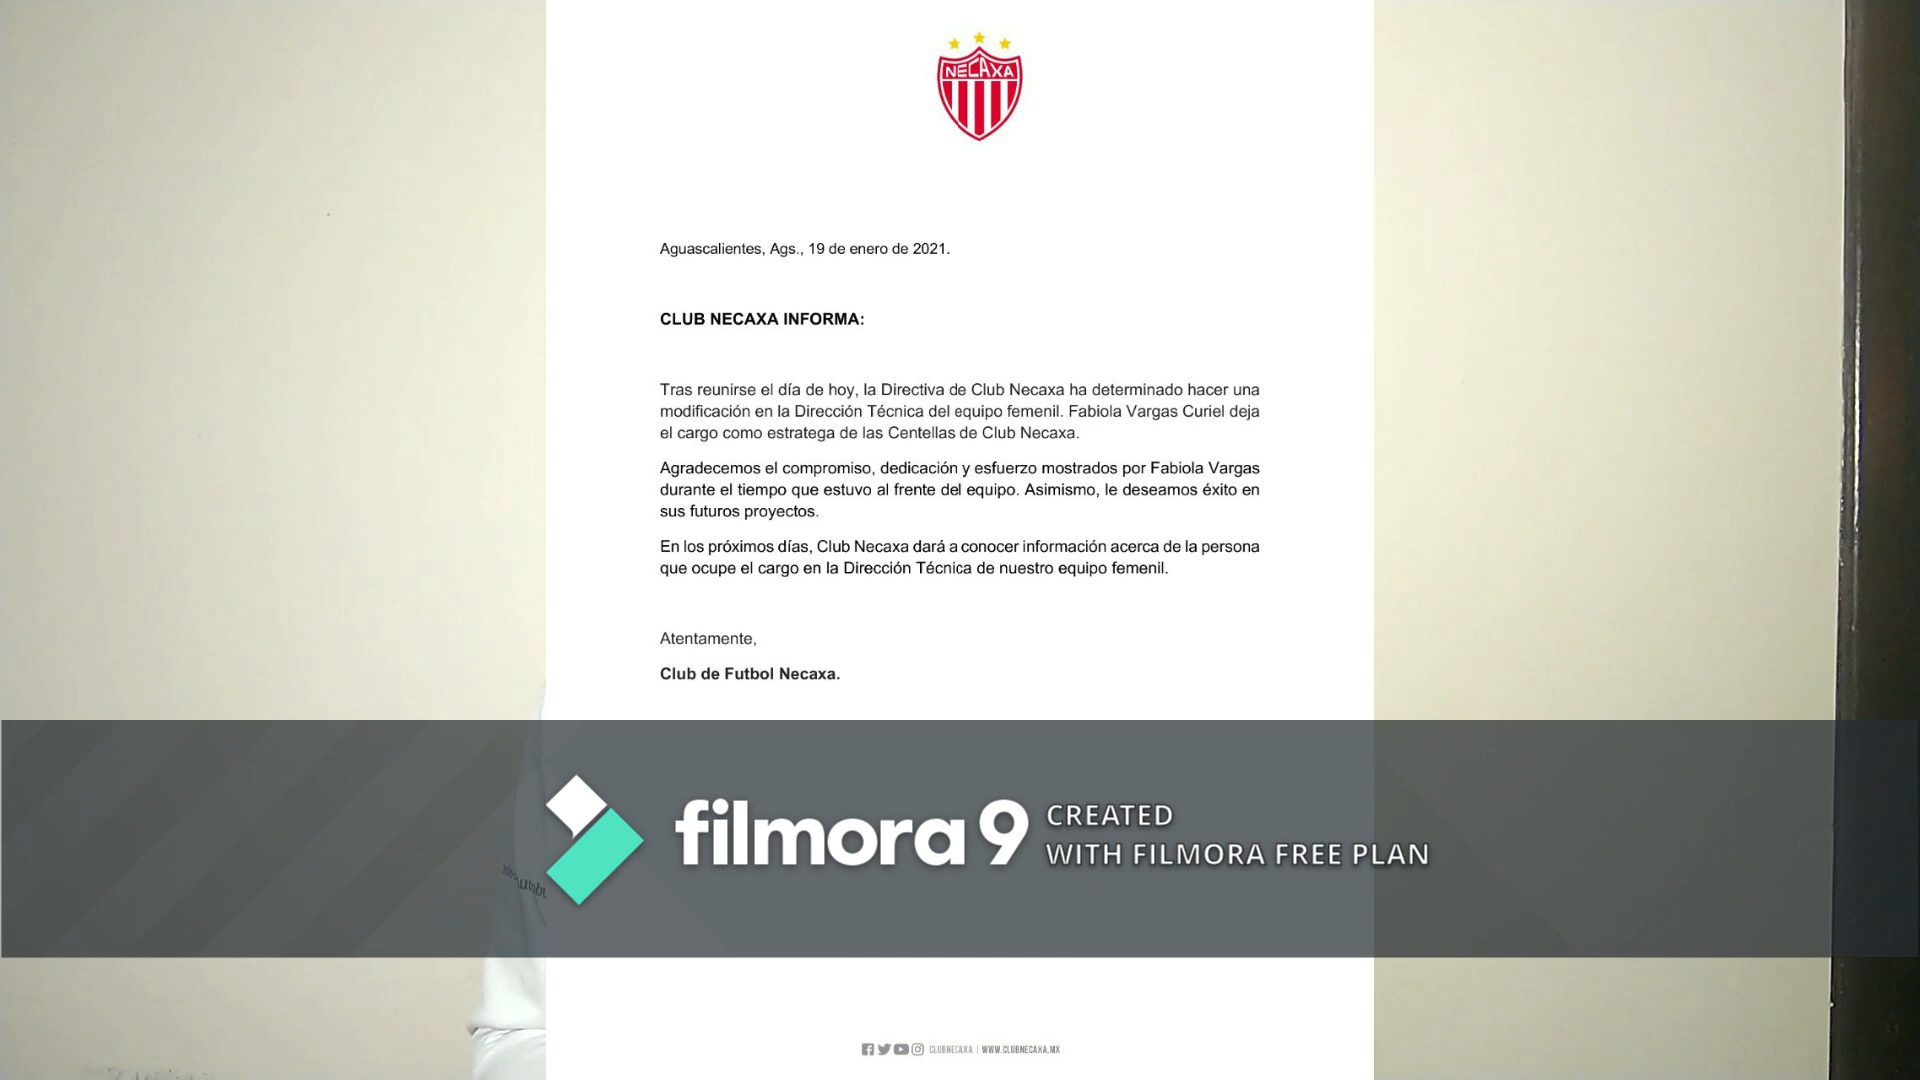 NECAXA
Aguascalientes, Ags., 19 de enero de 2021.
CLUB NECAXA INFORMA:
Tras reunirse el día de hoy, la Directiva de Club Necaxa ha determinado hacer una
modificación en la Dirección Técnica del equipo femenil. Fabiola Vargas Curiel deja
el cargo como estratega de las Centellas de Club Necaxa.
Agradecemos el compromiso, dedicación y esfuerzo mostrados por Fabiola Vargas
durante el tiempo que estuvo al frente del equipo. Asimismo, le deseamos éxito en
sus futuros proyectos.
En los próximos días, Club Necaxa dará a conocer información acerca de la persona
que ocupe el cargo en la Dirección Técnica de nuestro equipo femenil.
Atentamente,
Club de Futbol Necaxa.
filmora 9 CREATED
WITH FILMORA FREE PLAN
CLUBNECAXA | WWW.CLUBNECAXA.MX